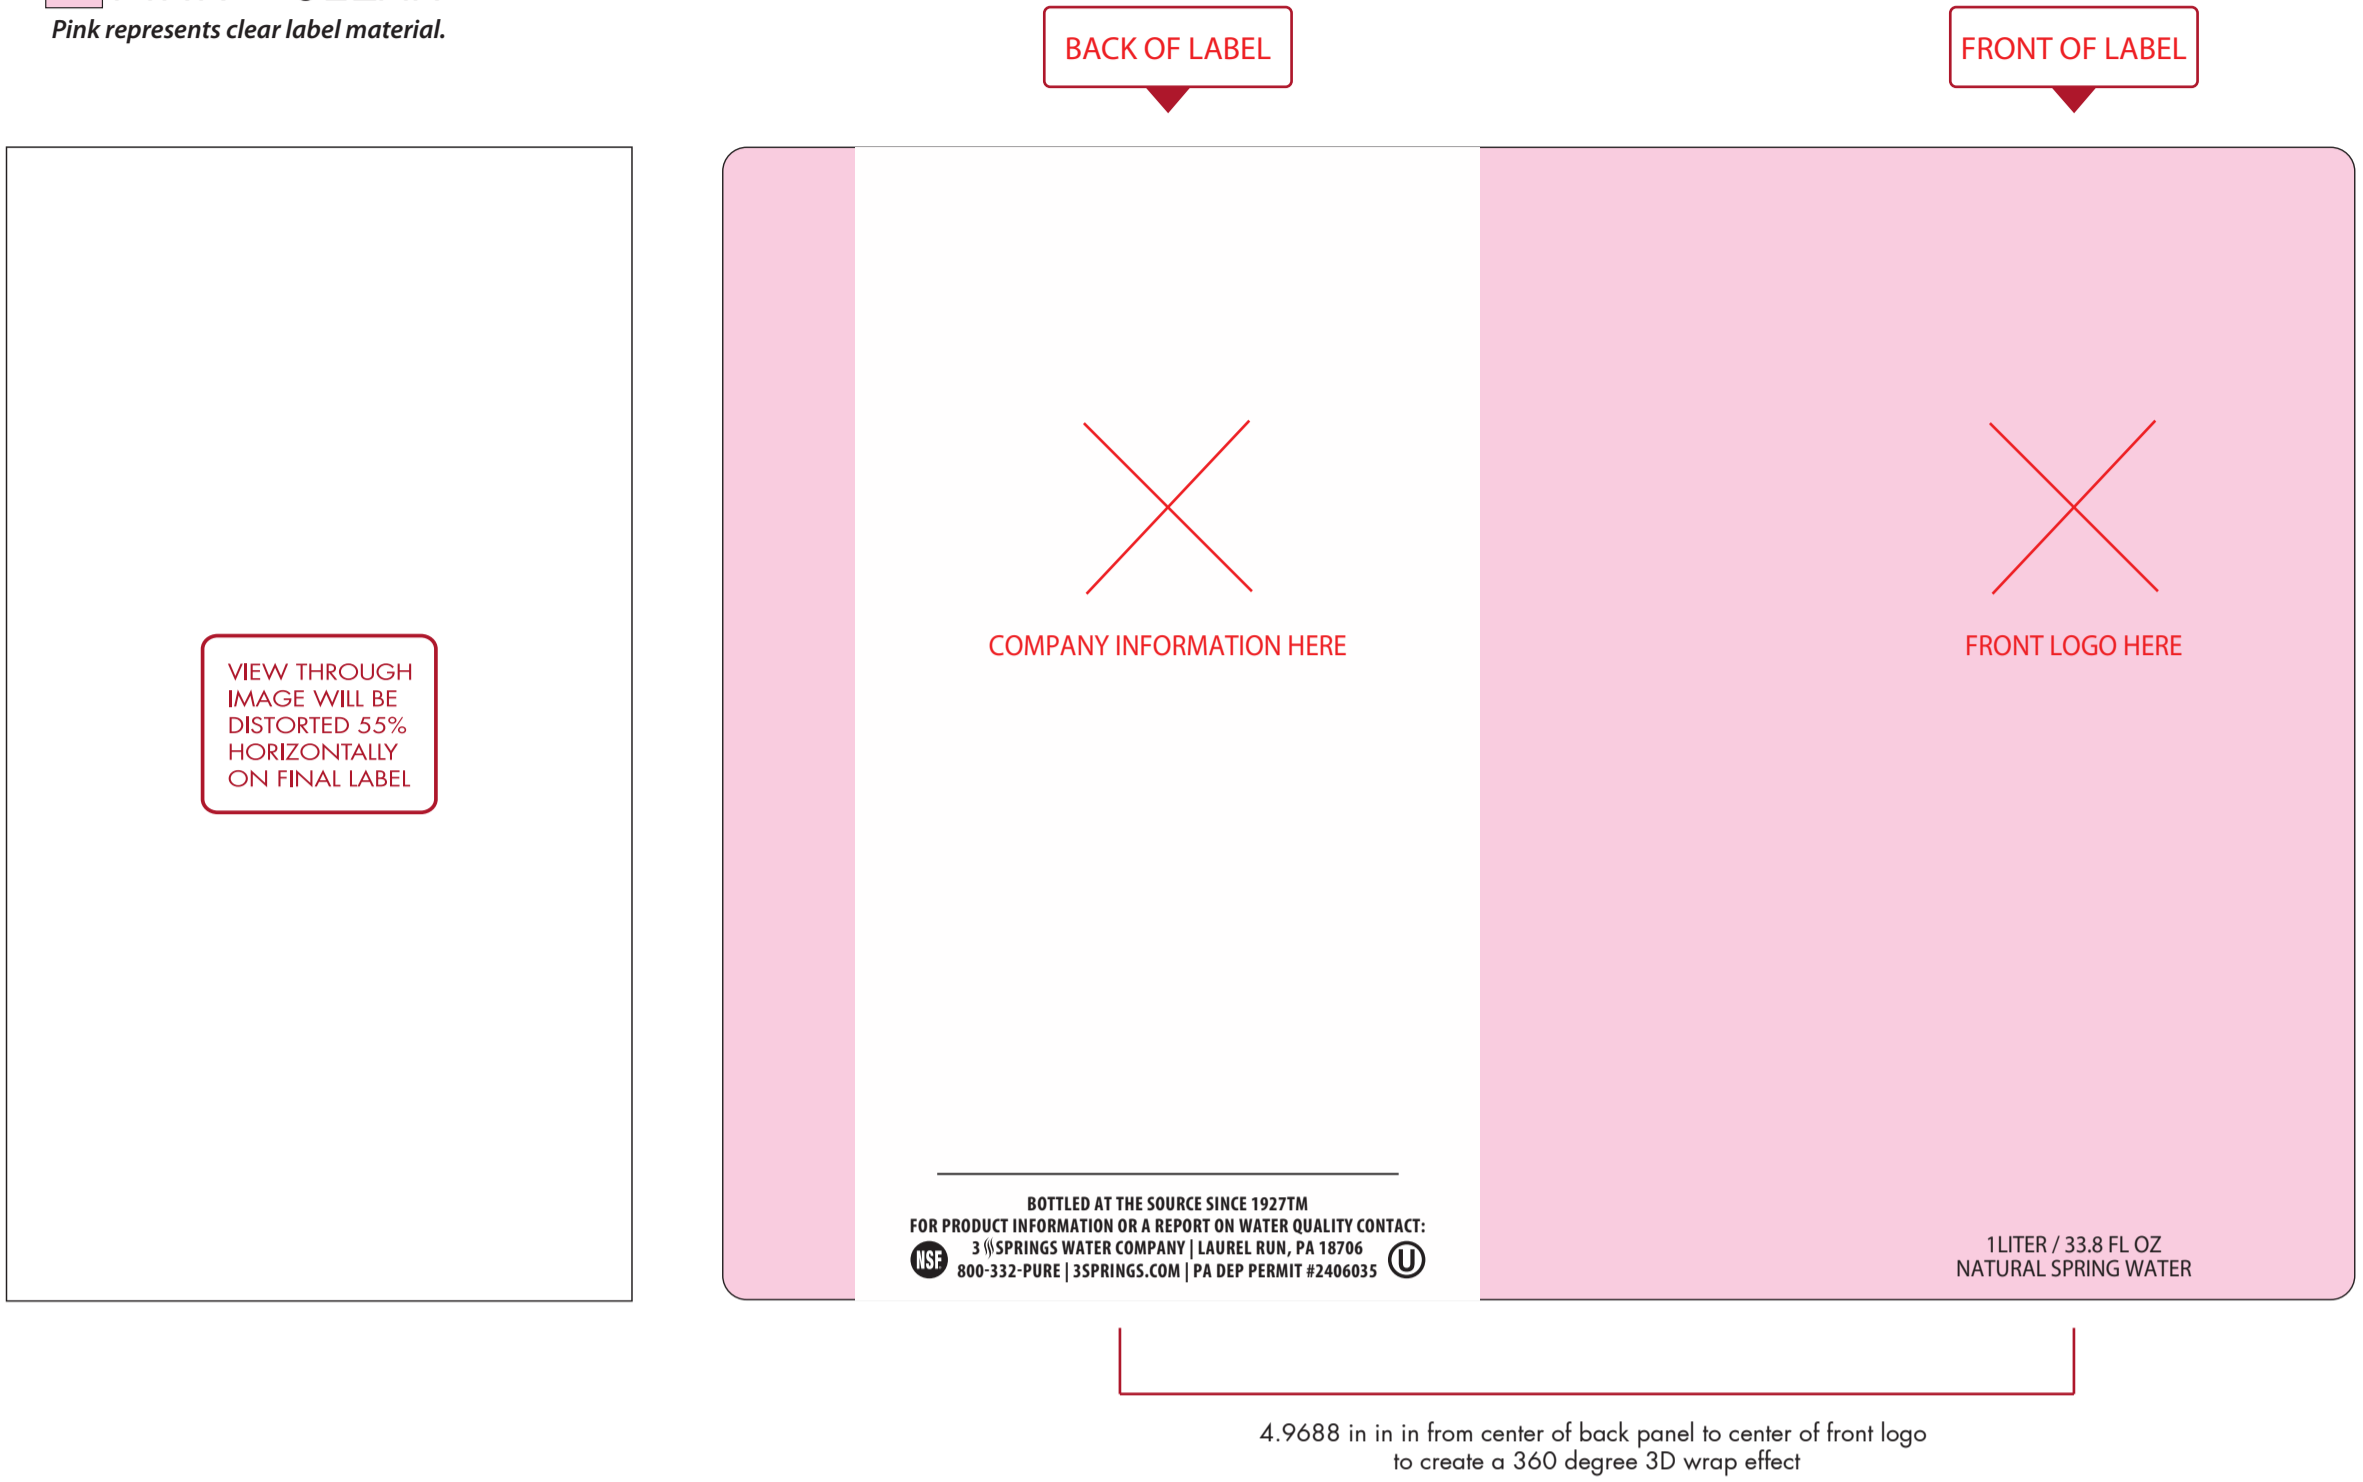 Pink represents clear label material.
BACK OF LABEL
FRONT OF LABEL
VIEW THROUGH
IMAGE WILL BE
DISTORTED 55%
HORIZONTALLY
ON FINAL LABEL
COMPANY INFORMATION HERE
FRONT LOGO HERE
BOTTLED AT THE SOURCE SINCE 1927TM
FOR PRODUCT INFORMATION OR A REPORT ON WATER QUALITY CONTACT:
3 SPRINGS WATER COMPANY | LAUREL RUN, PA 18706
800-332-PURE | 3SPRINGS.COM | PA DEP PERMIT #2406035
NSF
U
1LITER / 33.8 FL OZ
NATURAL SPRING WATER
4.9688 in in in from center of back panel to center of front logo
to create a 360 degree 3D wrap effect